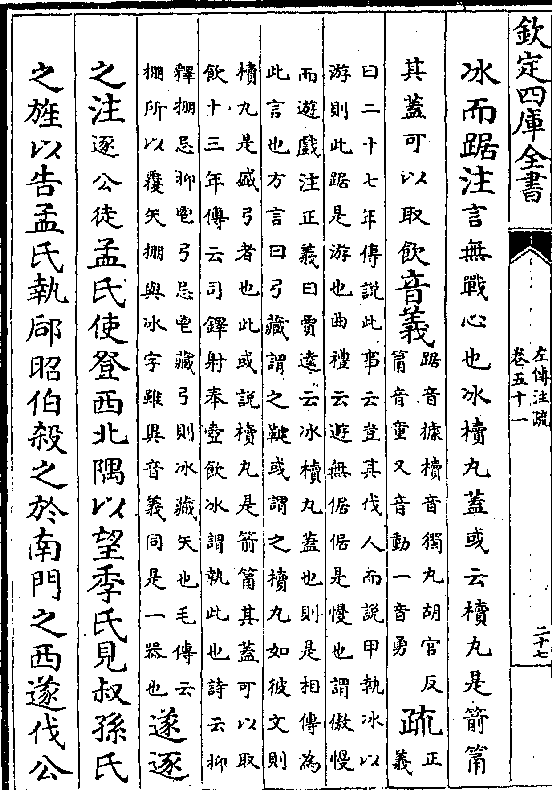 欽定四庫全書
左傳注疏
卷五十一
二十七
冰而踞注言無戰心也冰櫝丸蓋或云櫝丸是箭筩
其蓋可以取飲音義
踞音據櫝音獨丸胡官反
筩音童又音動一音勇
疏
正
義
曰二十七年傳說此事云豈其伐人而說甲執冰以
游則此踞是游也曲禮云遊無倨倨是慢也謂傲慢
而遊戲注正義曰賈逵云冰櫝丸蓋也則是相傳為
此言也方言曰弓藏謂之鞬或謂之櫝丸如彼文則
櫝丸是盛弓者也此或說櫝丸是箭筩其蓋可以取
飲十三年傳云司鐸射奉壺飲冰謂執此也詩云抑
釋掤忌抑鬯弓忌鬯藏弓則冰藏矢也毛傳云
掤所以覆矢掤與冰字雖異音義同是一器也
遂逐
之注逐公徒孟氏使登西北隅以望季氏見叔孫氏
之旌以告孟氏執郈昭伯殺之於南門之西遂伐公